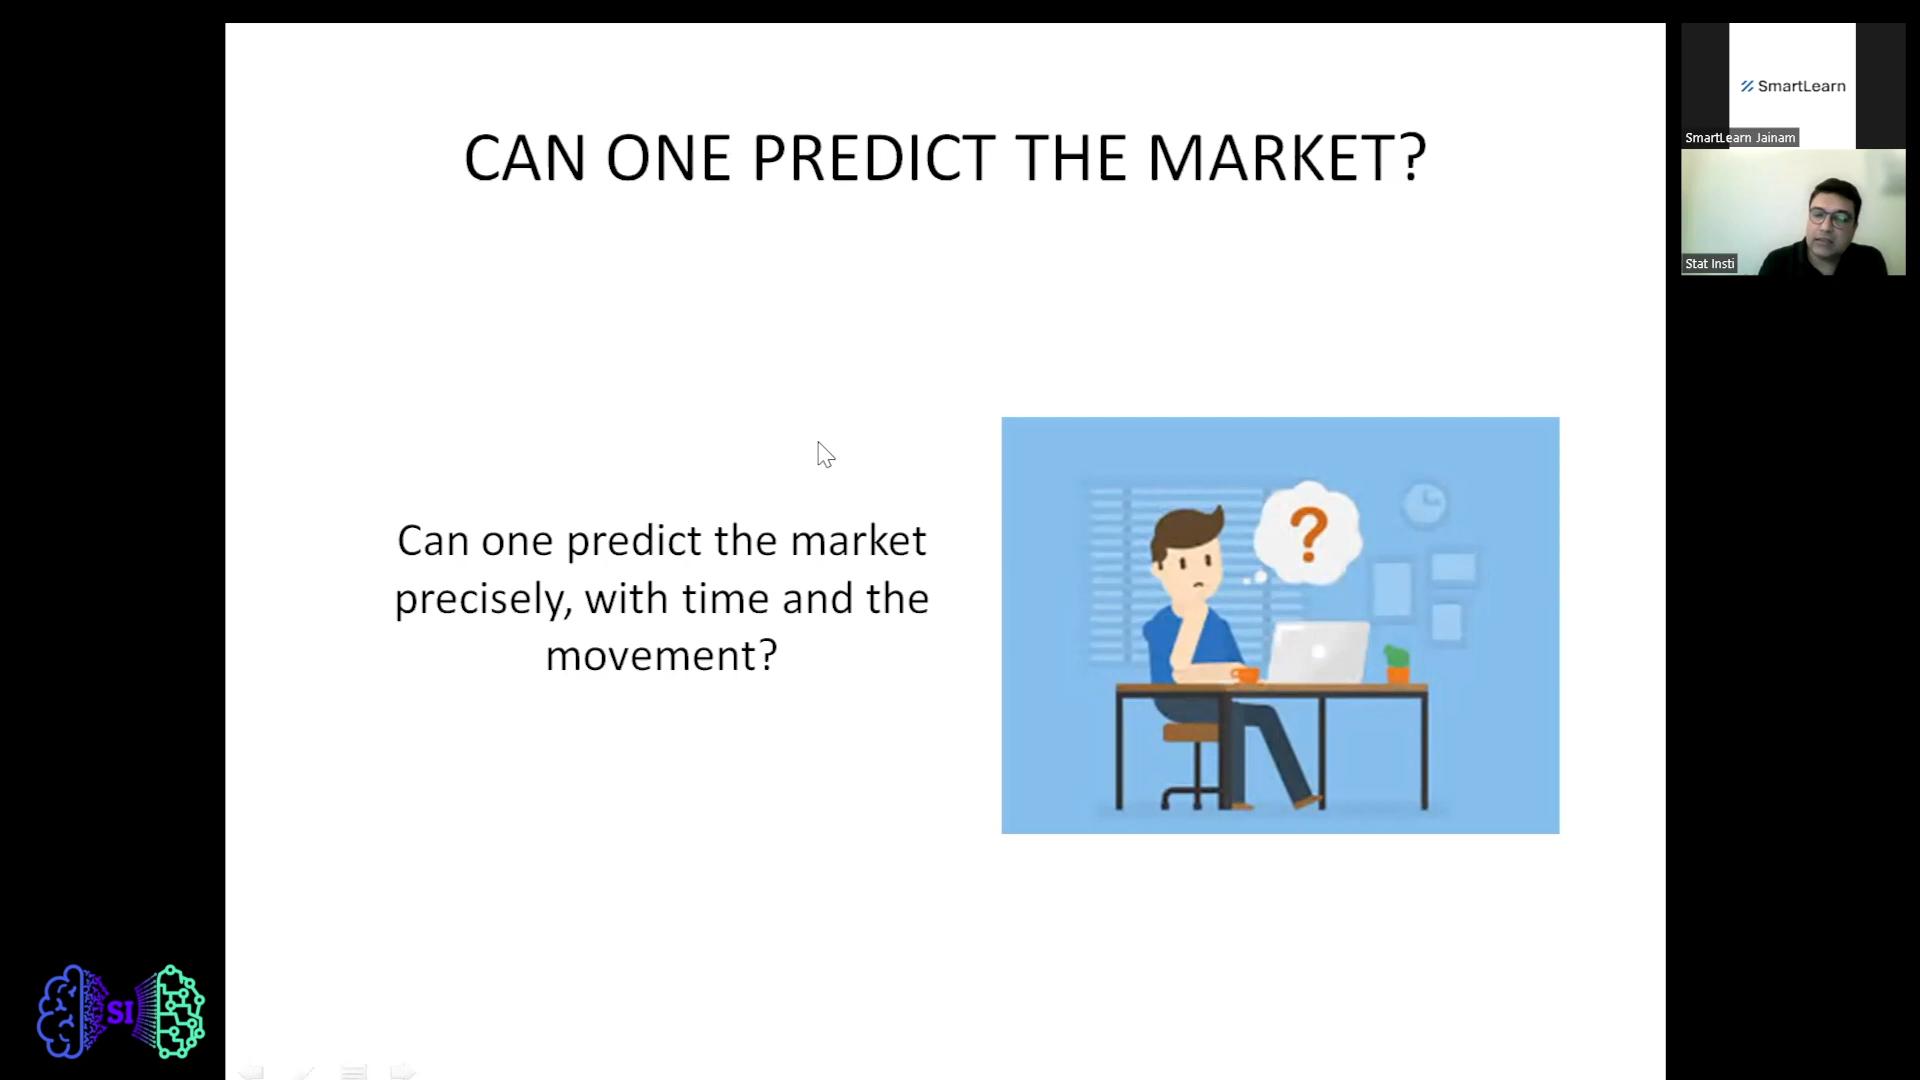 CAN ONE PREDICT THE MARKET?
Can one predict the market
precisely, with time and the
movement?
?
SmartLearn
SmartLearn Jainam
Stat Insti
SI